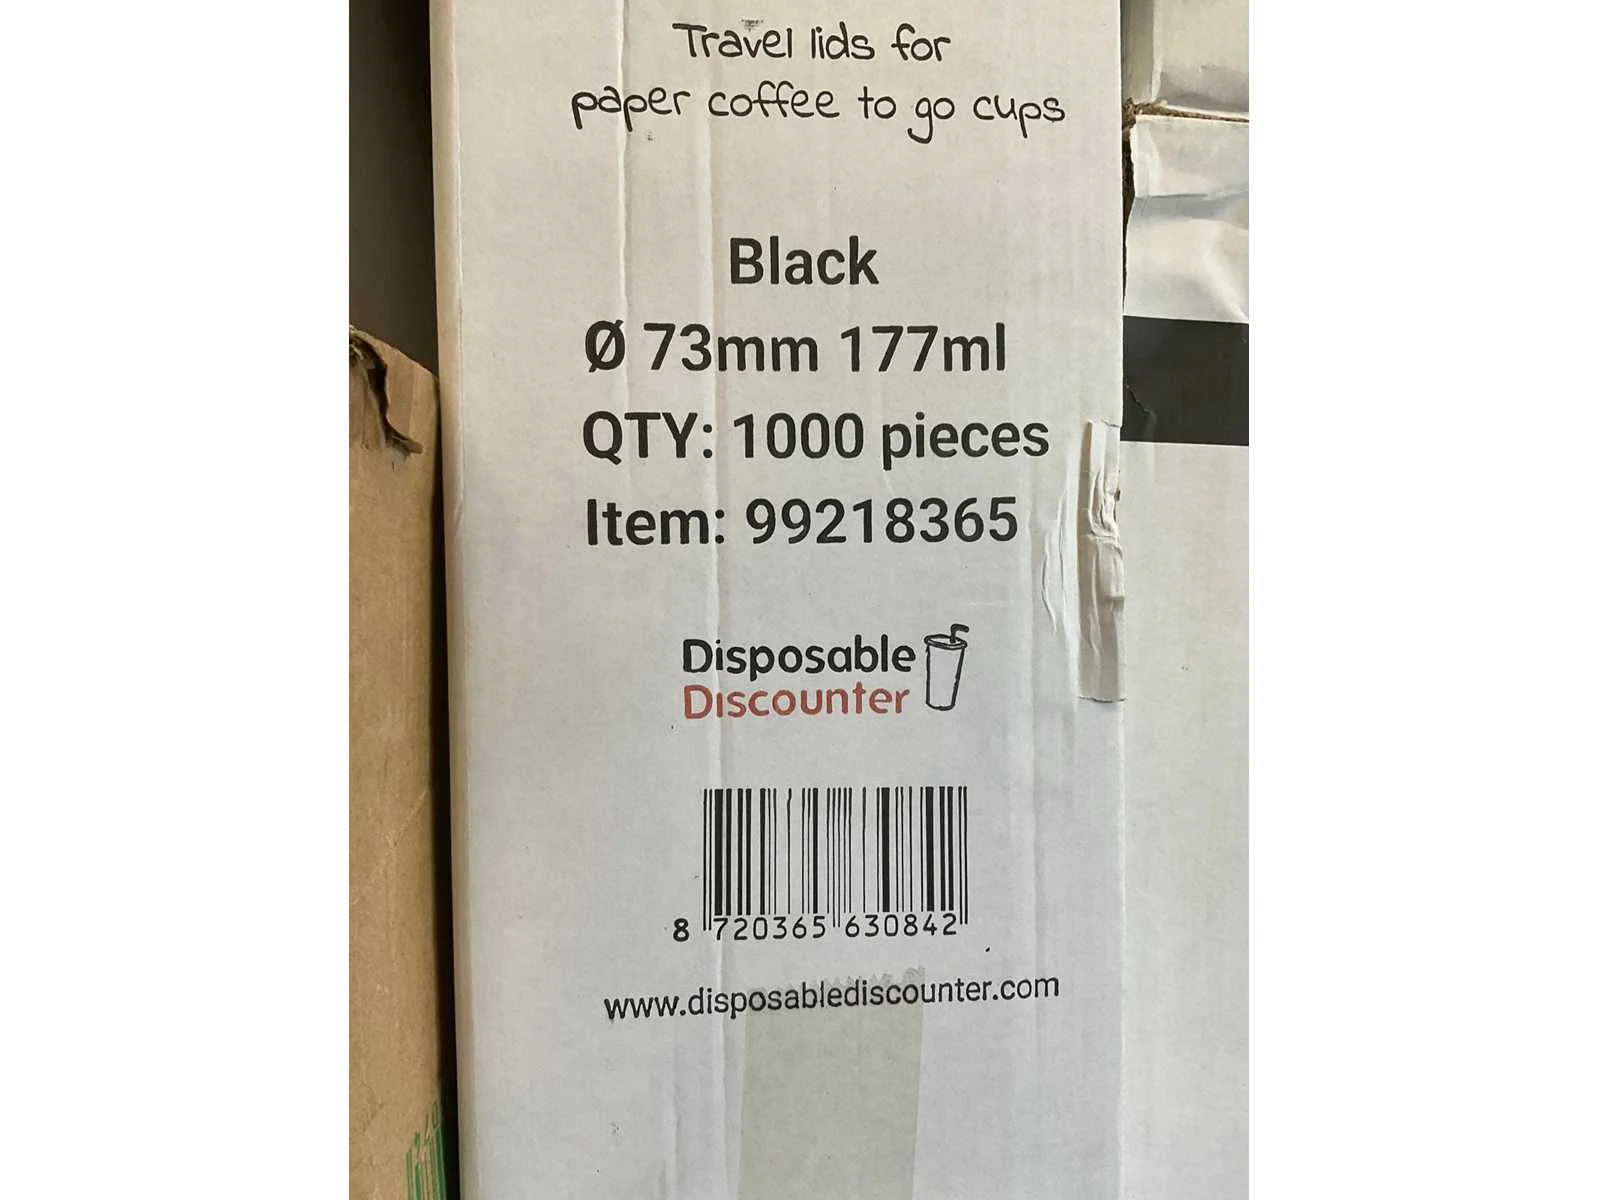 Travel lids for
paper coffee to go cups
Black
Ø 73mm 177ml
QTY: 1000 pieces
Item: 99218365
Disposable
Discounter
8 720365 630842
www.disposablediscounter.com